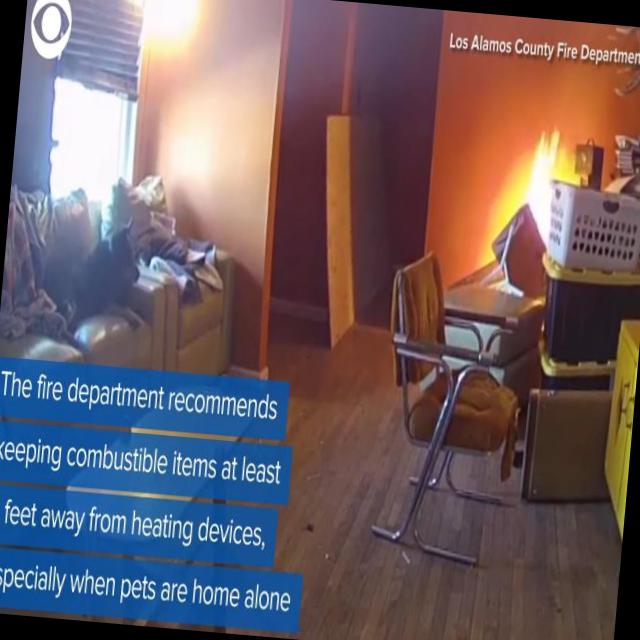 Los Alamos County Fire Departmen
The fire department recommends
keeping combustible items at least
feet away from heating devices,
specially when pets are home alone